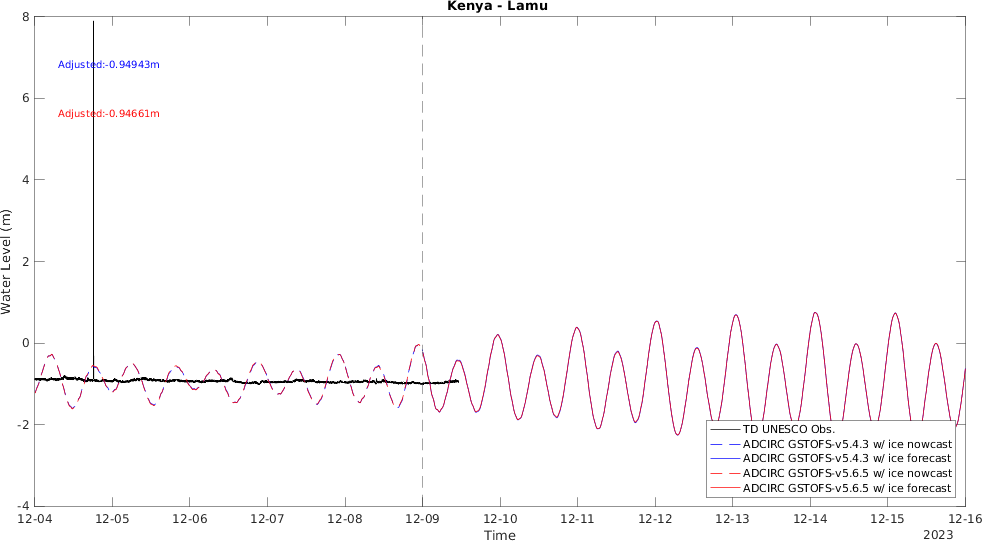 Kenya - Lamu
8
6
4
2
0
-2
-4
Water Level (m)
Adjusted:-0.94943m
Adjusted:-0.94661m
TD UNESCO Obs.
ADCIRC GSTOFS-v5.4.3 w/ ice nowcast
ADCIRC GSTOFS-v5.4.3 w/ ice forecast
ADCIRC GSTOFS-v5.6.5 w/ ice nowcast
ADCIRC GSTOFS-v5.6.5 w/ ice forecast
12-04 12-05 12-06 12-07 12-08 12-09 12-10 12-11 12-12 12-13 12-14 12-15 12-16
Time
2023